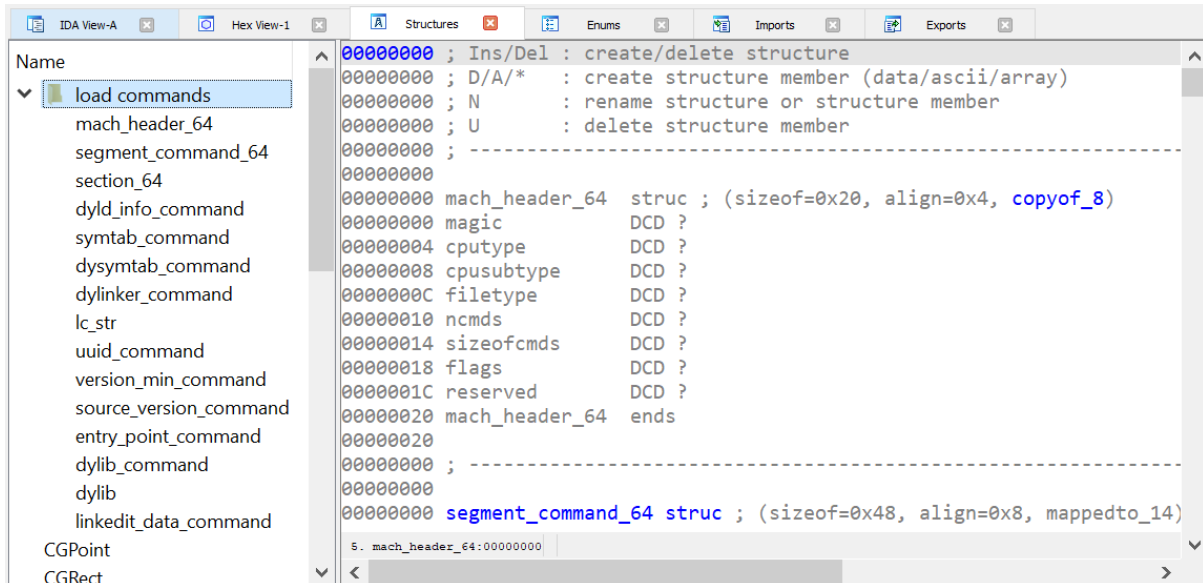 IDA View-A Hex View-1 Structures Enums Imports Exports
Name
load commands
mach_header_64
segment_command_64
section_64
dyld_info_command
symtab_command
dysymtab_command
dylinker_command
lc_str
uuid_command
version_min_command
source_version_command
entry_point_command
dylib_command
dylib
linkedit_data_command
CGPoint
CGRect
00000000 ; Ins/Del : create/delete structure
00000000 ; D/A/* : create structure member (data/ascii/array)
00000000 ; N : rename structure or structure member
00000000 ; U : delete structure member
00000000 ; ---------------------------------------------------------------
00000000
00000000 mach_header_64 struc ; (sizeof=0x20, align=0x4, copyof_8)
00000000 magic DCD ?
00000004 cputype DCD ?
00000008 cpusubtype DCD ?
0000000C filetype DCD ?
00000010 ncmds DCD ?
00000014 sizeofcmds DCD ?
00000018 flags DCD ?
0000001C reserved DCD ?
00000020 mach_header_64 ends
00000020
00000000 ; ---------------------------------------------------------------
00000000
00000000 segment_command_64 struc ; (sizeof=0x48, align=0x8, mappedto_14)
5. mach_header_64:00000000